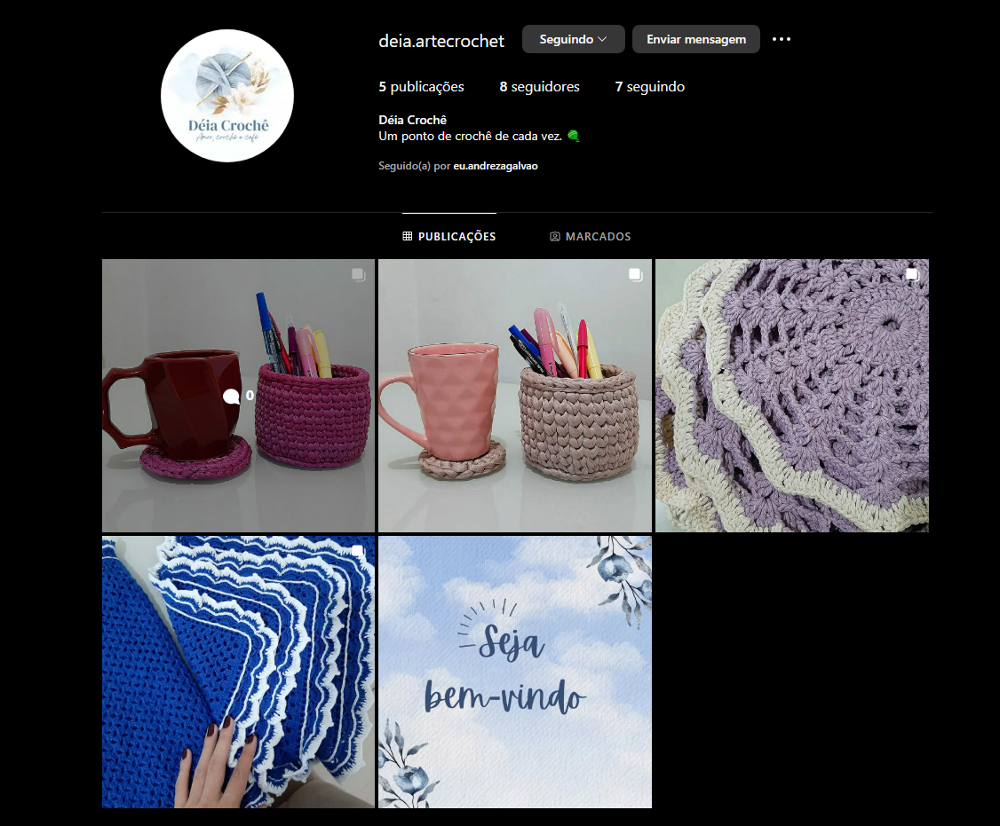 deia.artecrochet Seguindo Enviar mensagem
5 publicações 8 seguidores 7 seguindo
Déia Crochê
Um ponto de crochê de cada vez.
Seguido(a) por eu.andrezagalvao
Déia Crochê
Amor, crochê e café
PUBLICAÇÕES MARCADOS
0
Seja
bem-vindo